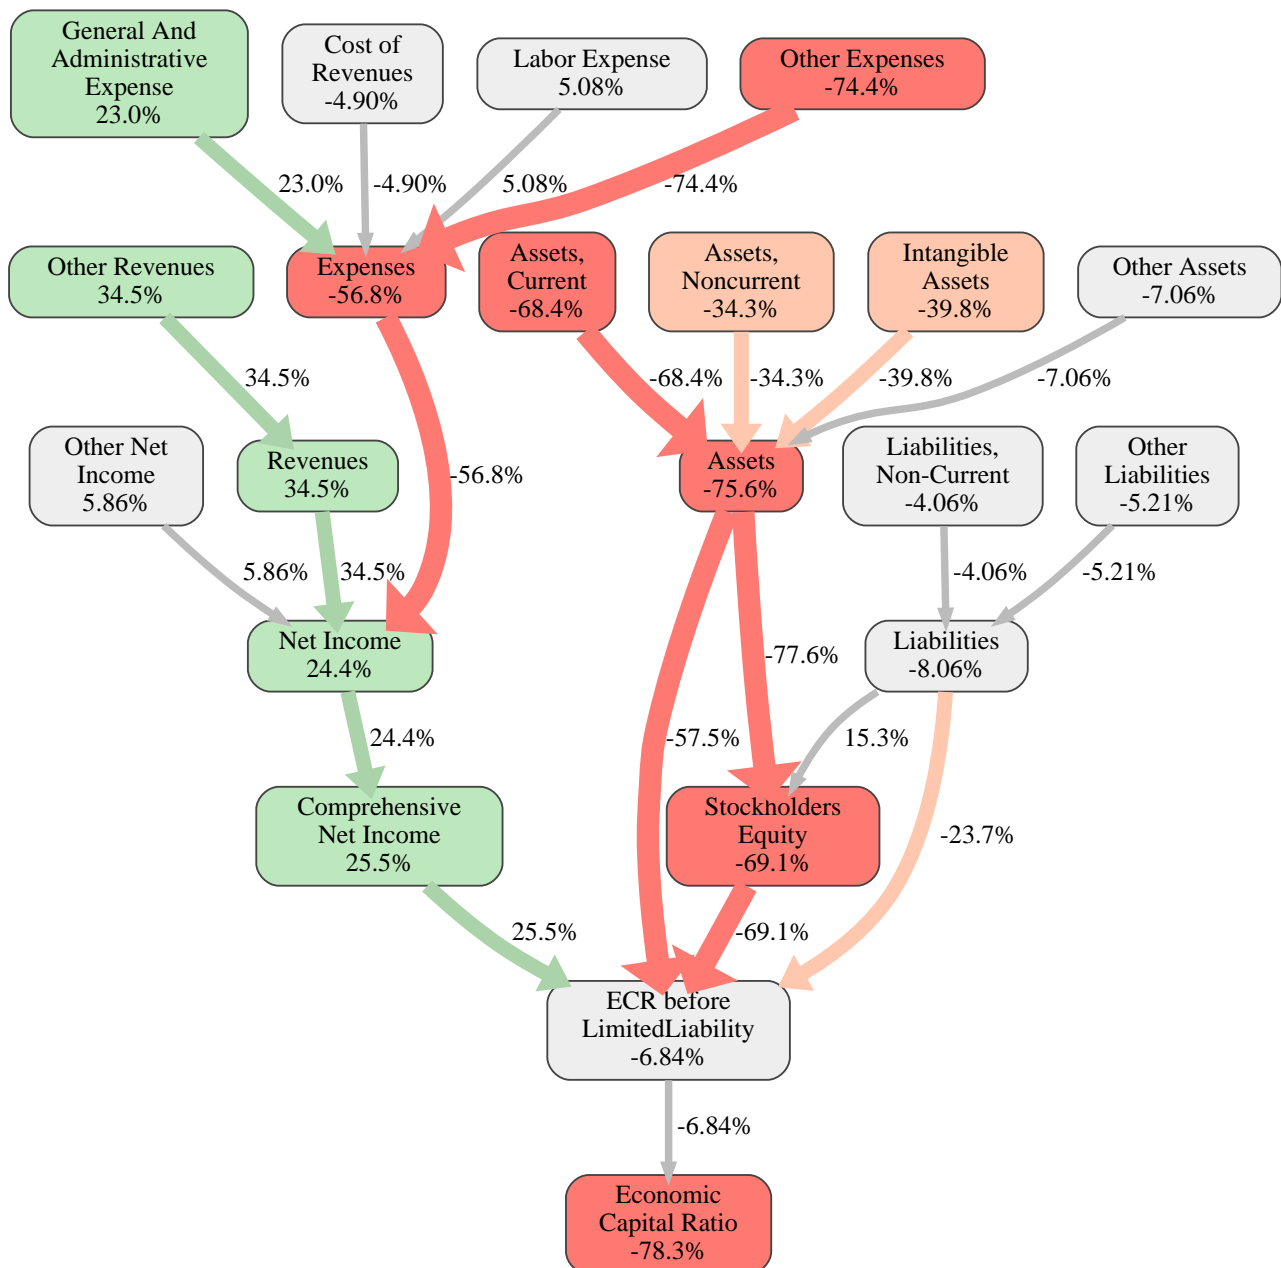 General And
Administrative
Expense
23.0%
Cost of
Revenues
-4.90%
Labor Expense
5.08%
Other Expenses
-74.4%
23.0%
-4.90%
5.08%
-74.4%
Other Revenues
34.5%
Expenses
-56.8%
Assets,
Current
-68.4%
Assets,
Noncurrent
-34.3%
Intangible
Assets
-39.8%
Other Assets
-7.06%
34.5%
-68.4%
-34.3%
-39.8%
-7.06%
Other Net
Income
5.86%
Revenues
34.5%
-56.8%
Assets
-75.6%
Liabilities,
Non-Current
-4.06%
Other
Liabilities
-5.21%
5.86%
34.5%
-4.06%
-5.21%
Net Income
24.4%
-77.6%
Liabilities
-8.06%
24.4%
-57.5%
15.3%
Comprehensive
Net Income
25.5%
Stockholders
Equity
-69.1%
-23.7%
25.5%
-69.1%
ECR before
LimitedLiability
-6.84%
-6.84%
Economic
Capital Ratio
-78.3%